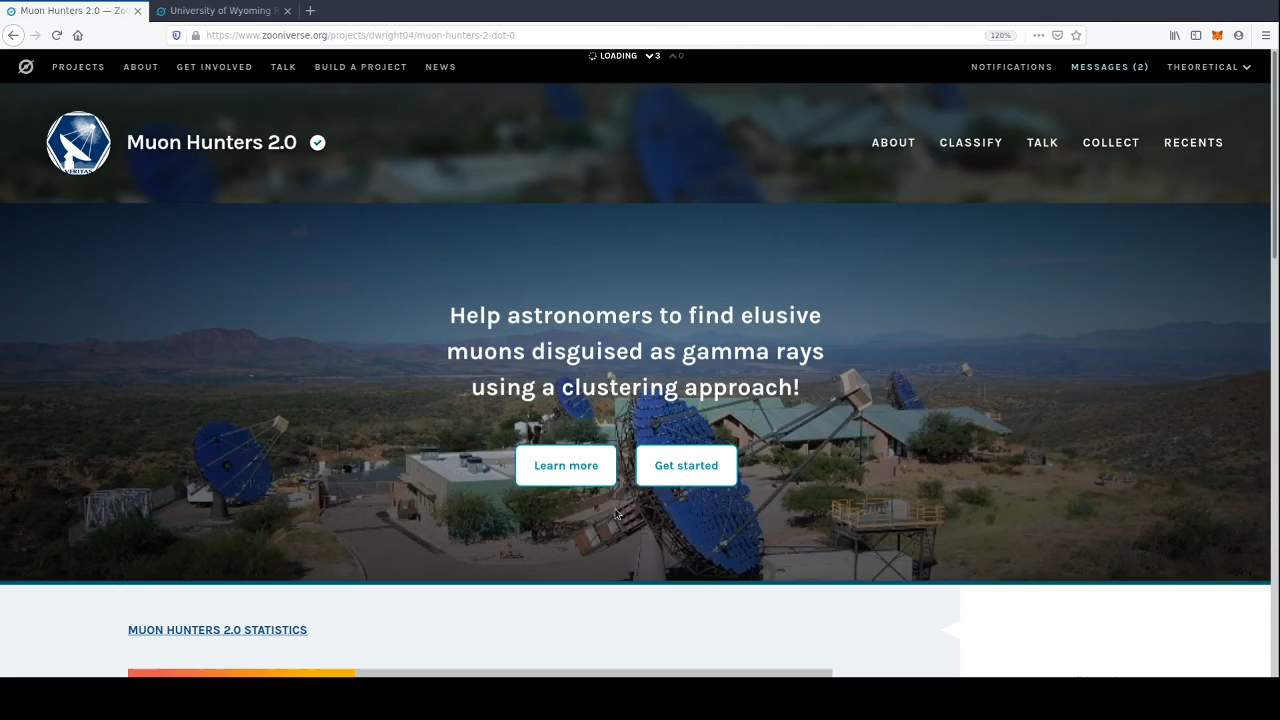 Muon Hunters 2.0 — Zo
University of Wyoming R
https://www.zooniverse.org/projects/dwright04/muon-hunters-2-dot-0
120%
LOADING 3 0
PROJECTS ABOUT GET INVOLVED TALK BUILD A PROJECT NEWS
NOTIFICATIONS MESSAGES (2) THEORETICAL
VERITAS
Muon Hunters 2.0
ABOUT CLASSIFY TALK COLLECT RECENTS
Help astronomers to find elusive
muons disguised as gamma rays
using a clustering approach!
Learn more
Get started
MUON HUNTERS 2.0 STATISTICS